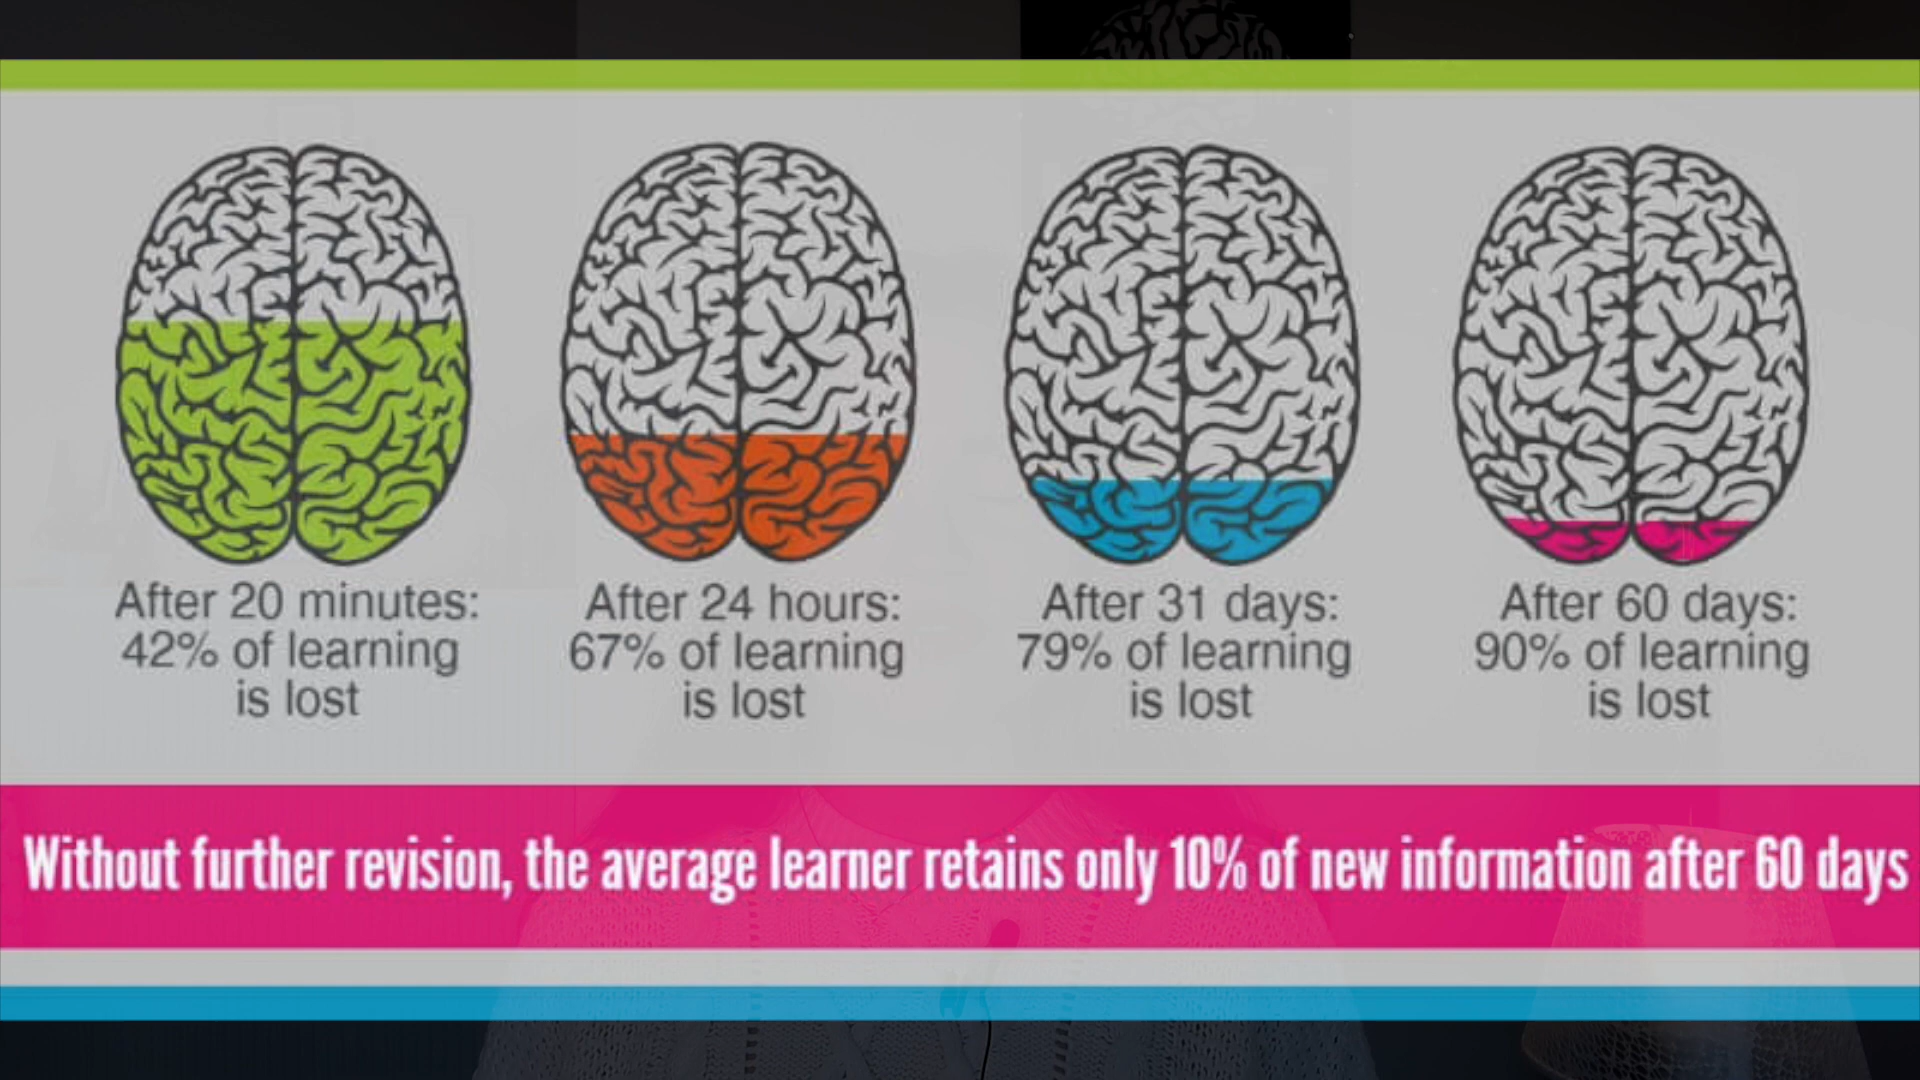 After 20 minutes:
42% of learning
is lost
After 24 hours:
67% of learning
is lost
After 31 days:
79% of learning
is lost
After 60 days:
90% of learning
is lost
Without further revision, the average learner retains only 10% of new information after 60 days